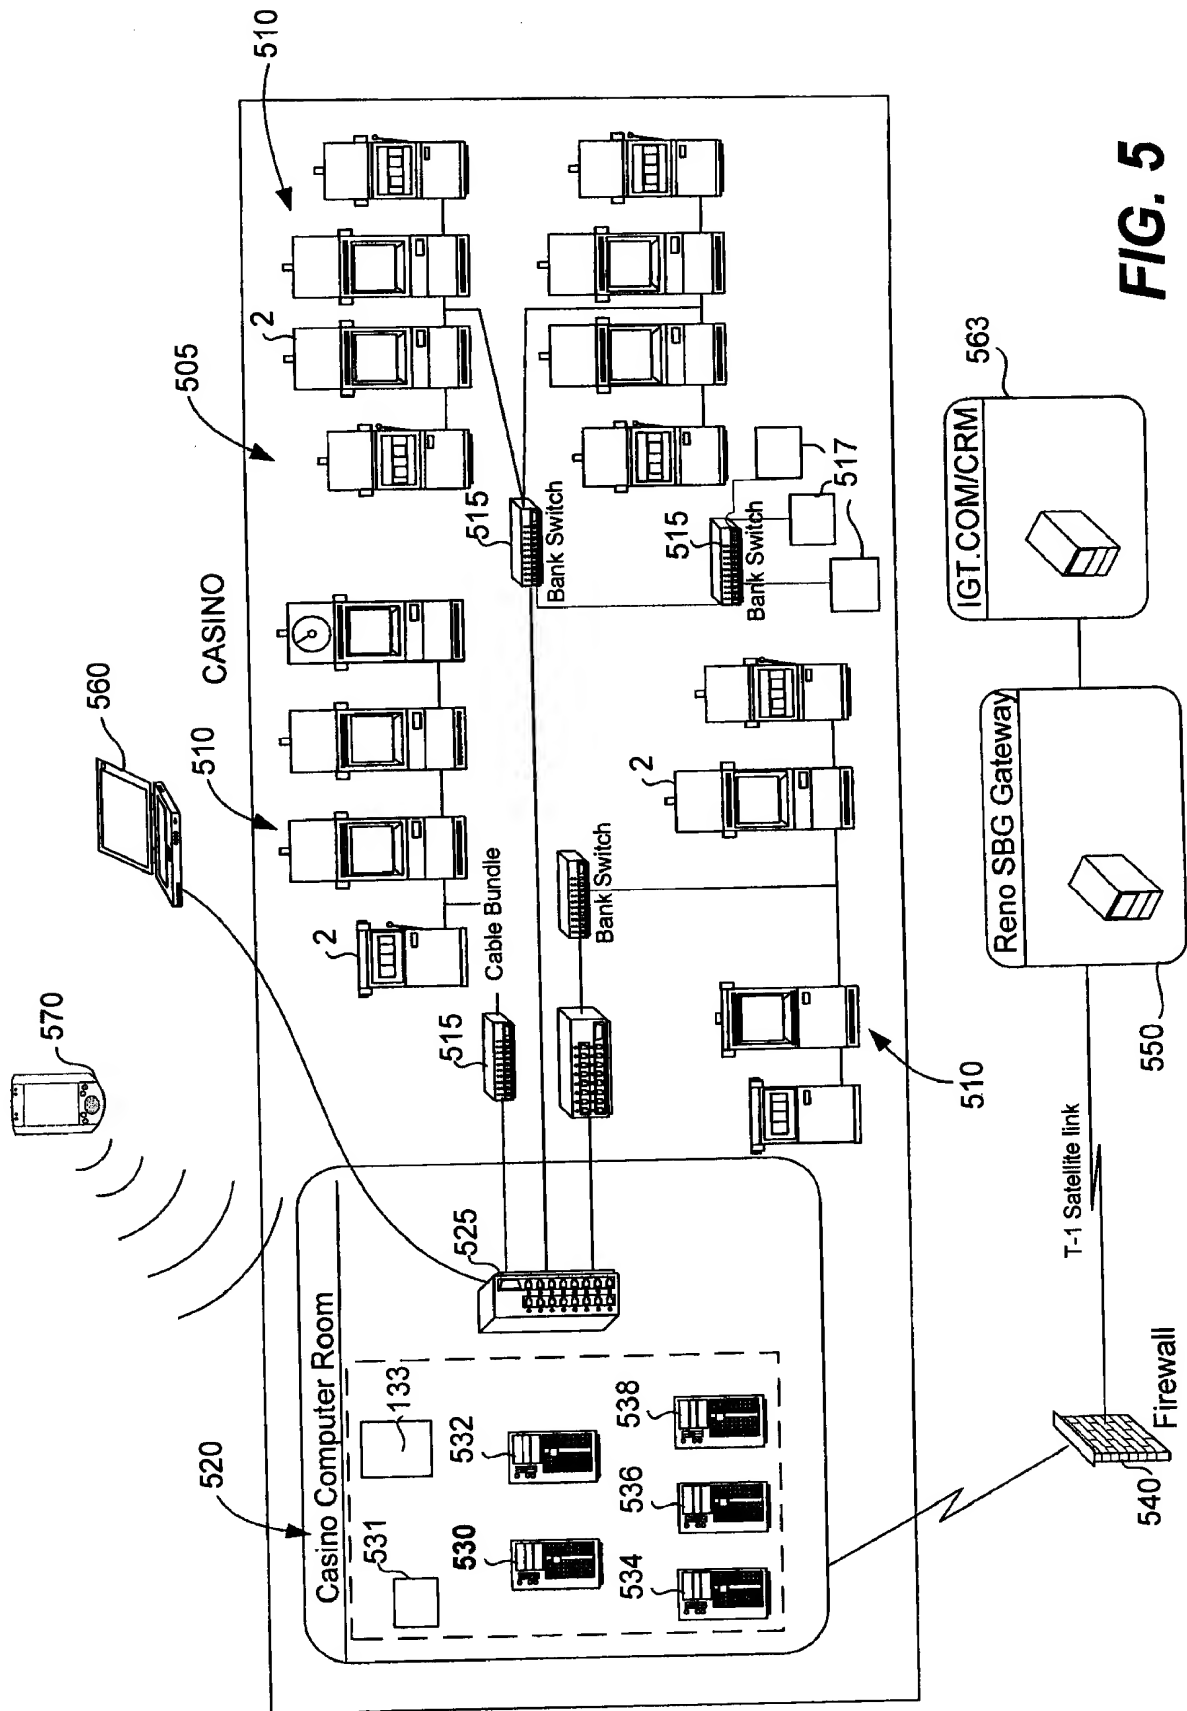 570
560
510
CASINO
505
510
2
2
Cable Bundle
515
515
Bank Switch
515
Bank Switch
517
Bank Switch
2
510
520
Casino Computer Room
525
531
133
530
532
534
536
538
540
Firewall
T-1 Satellite link
Reno SBG Gateway
550
IGT.COM/CRM
563
FIG. 5